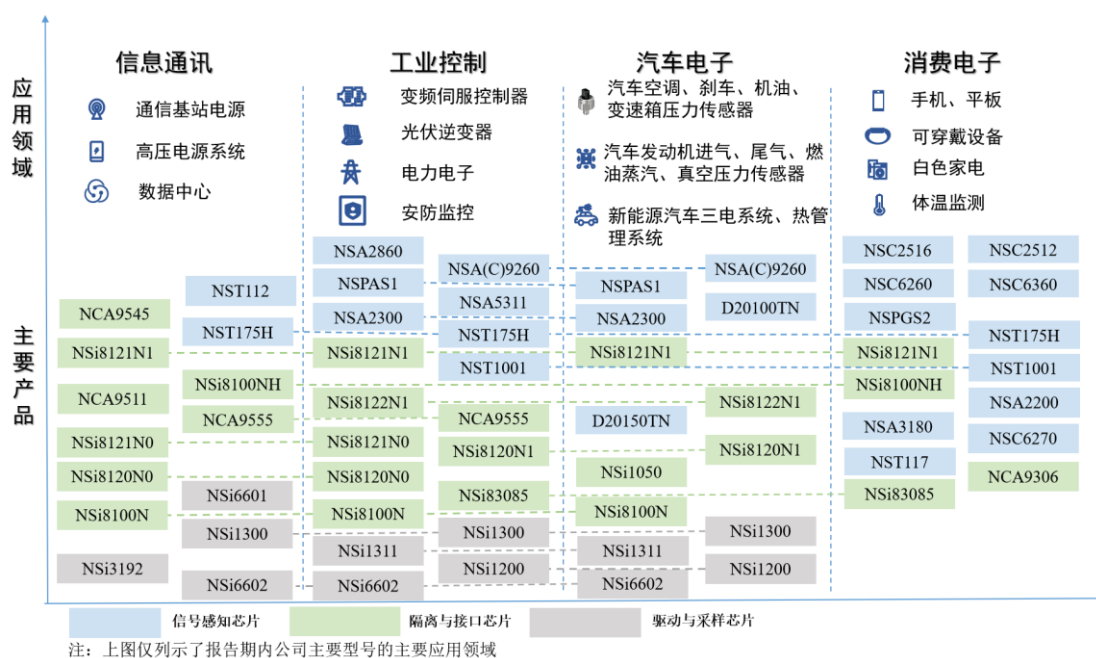 应用领域
主要产品
信息通讯
通信基站电源
高压电源系统
数据中心
NST112
NCA9545
NST175H
NSi8121N1
NSi8100NH
NCA9511
NCA9555
NSi8121N0
NSi8120N0
NSi6601
NSi8100N
NSi1300
NSi3192
NSi6602
工业控制
变频伺服控制器
光伏逆变器
电力电子
安防监控
NSA2860
NSA(C)9260
NSPAS1
NSA5311
NSA2300
NST175H
NSi8121N1
NST1001
NSi8122N1
NCA9555
NSi8121N0
NSi8120N1
NSi8120N0
NSi83085
NSi8100N
NSi1300
NSi1311
NSi1200
NSi6602
汽车电子
汽车空调、刹车、机油、
变速箱压力传感器
汽车发动机进气、尾气、燃
油蒸汽、真空压力传感器
新能源汽车三电系统、热管
理系统
NSA(C)9260
NSPAS1
D20100TN
NSA2300
NSi8121N1
NSi8122N1
D20150TN
NSi8120N1
NSi1050
NSi8100N
NSi1300
NSi1311
NSi1200
NSi6602
消费电子
手机、平板
可穿戴设备
白色家电
体温监测
NSC2516
NSC2512
NSC6260
NSC6360
NSPGS2
NST175H
NSi8121N1
NST1001
NSi8100NH
NSA2200
NSA3180
NSC6270
NST117
NCA9306
NSi83085
信号感知芯片
隔离与接口芯片
驱动与采样芯片
注：上图仅列示了报告期内公司主要型号的主要应用领域